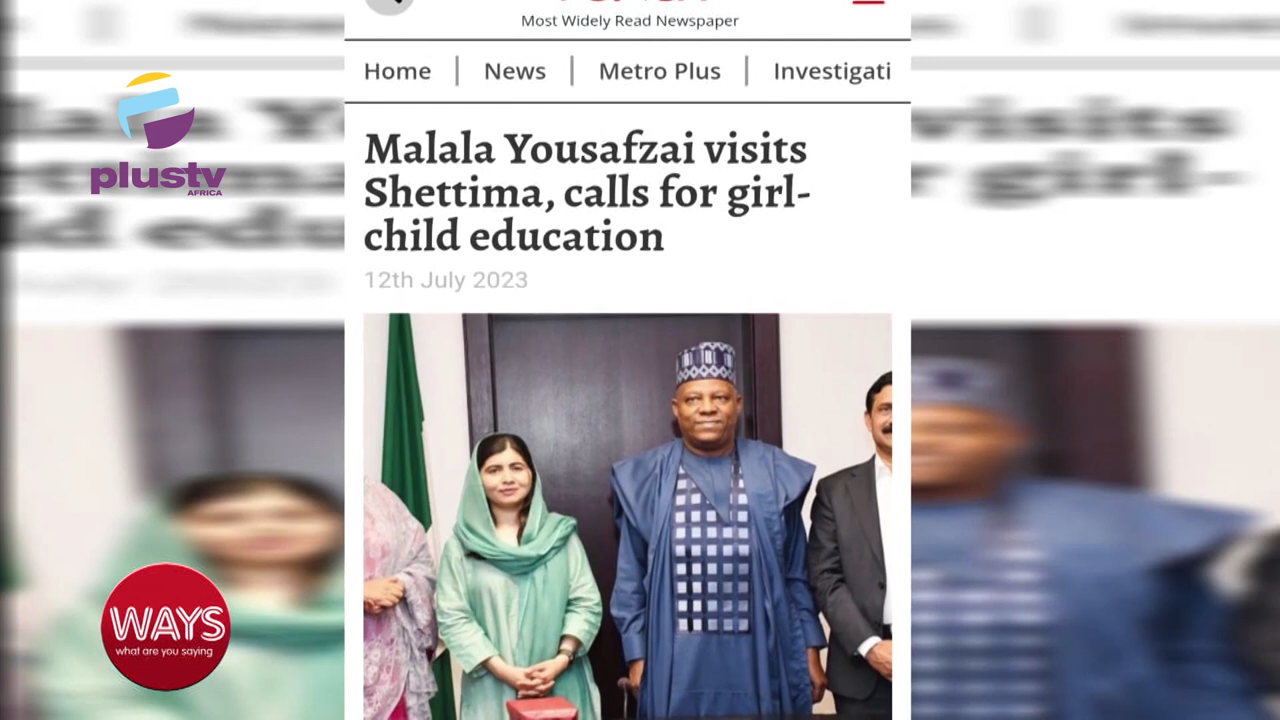 Most Widely Read Newspaper
Home | News | Metro Plus | Investigati
Malala Yousafzai visits
Shettima, calls for girl-
child education
12th July 2023
plustv
AFRICA
WAYS
what are you saying